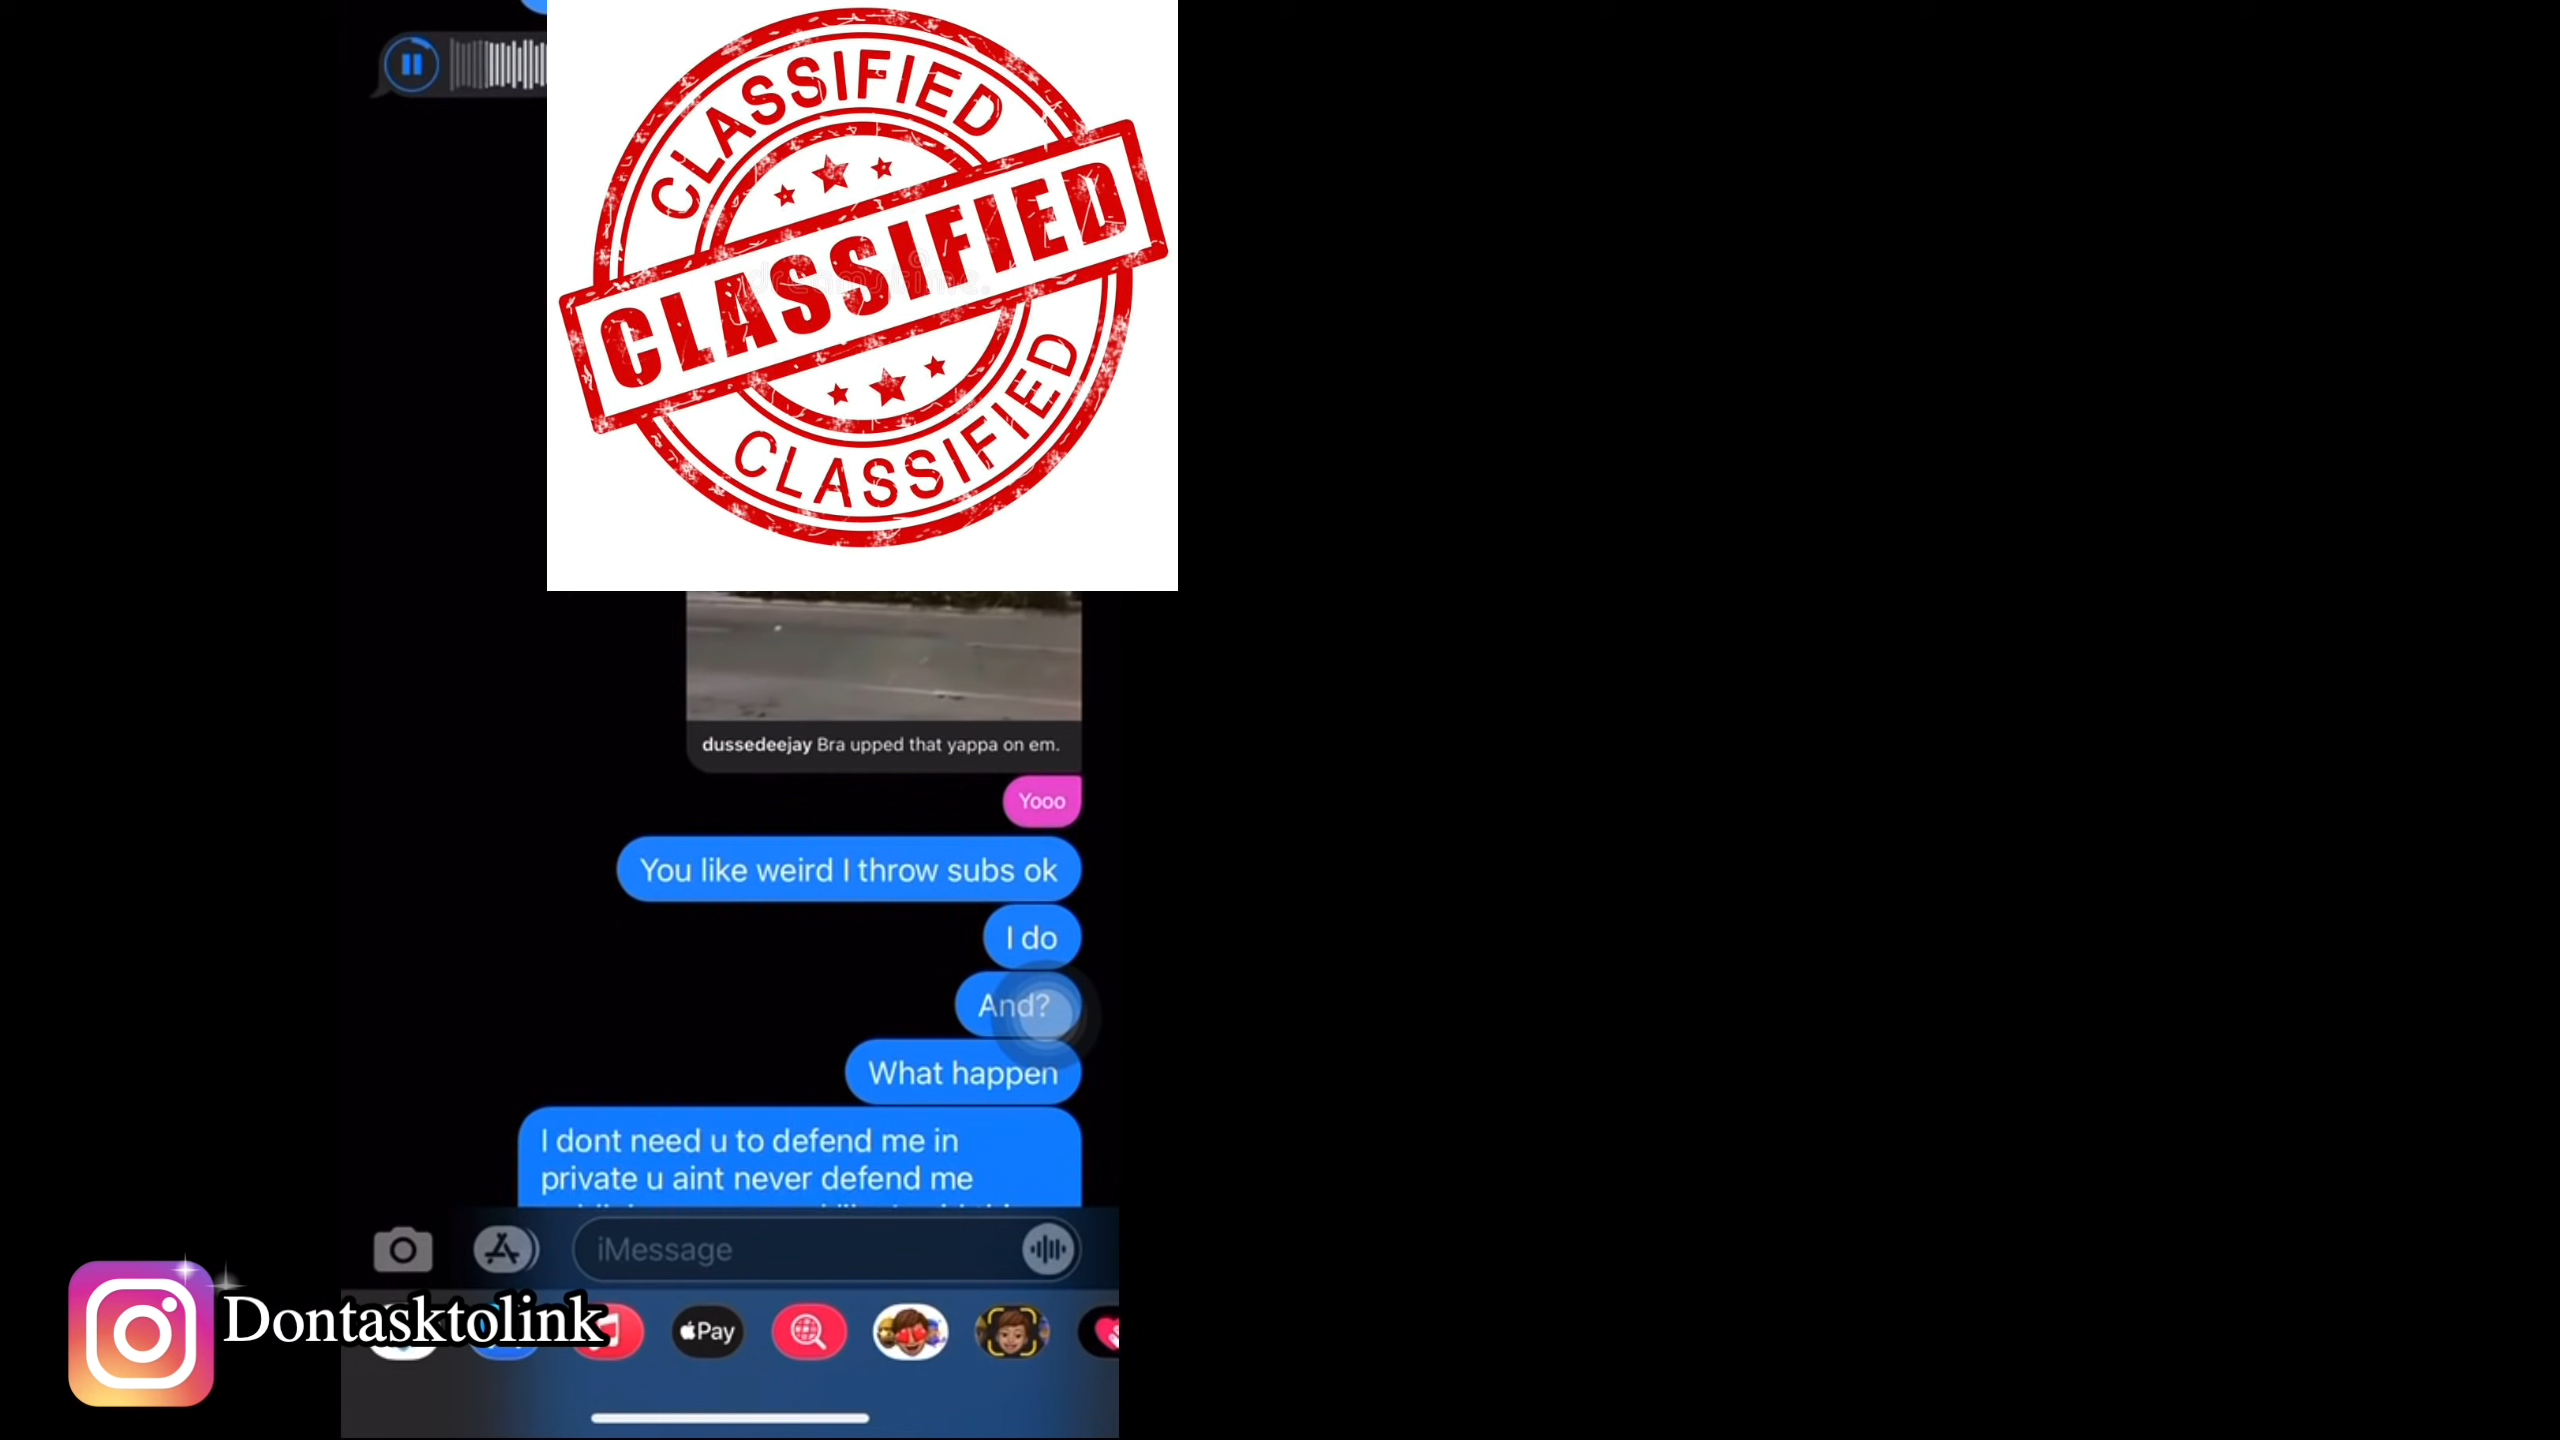 CLASSIFIED
CLASSIFIED
CLASSIFIED
dussedeejay Bra upped that yappa on em.
Yooo
You like weird I throw subs ok
I do
And?
What happen
I dont need u to defend me in
private u aint never defend me
iMessage
Pay
Dontasktolink